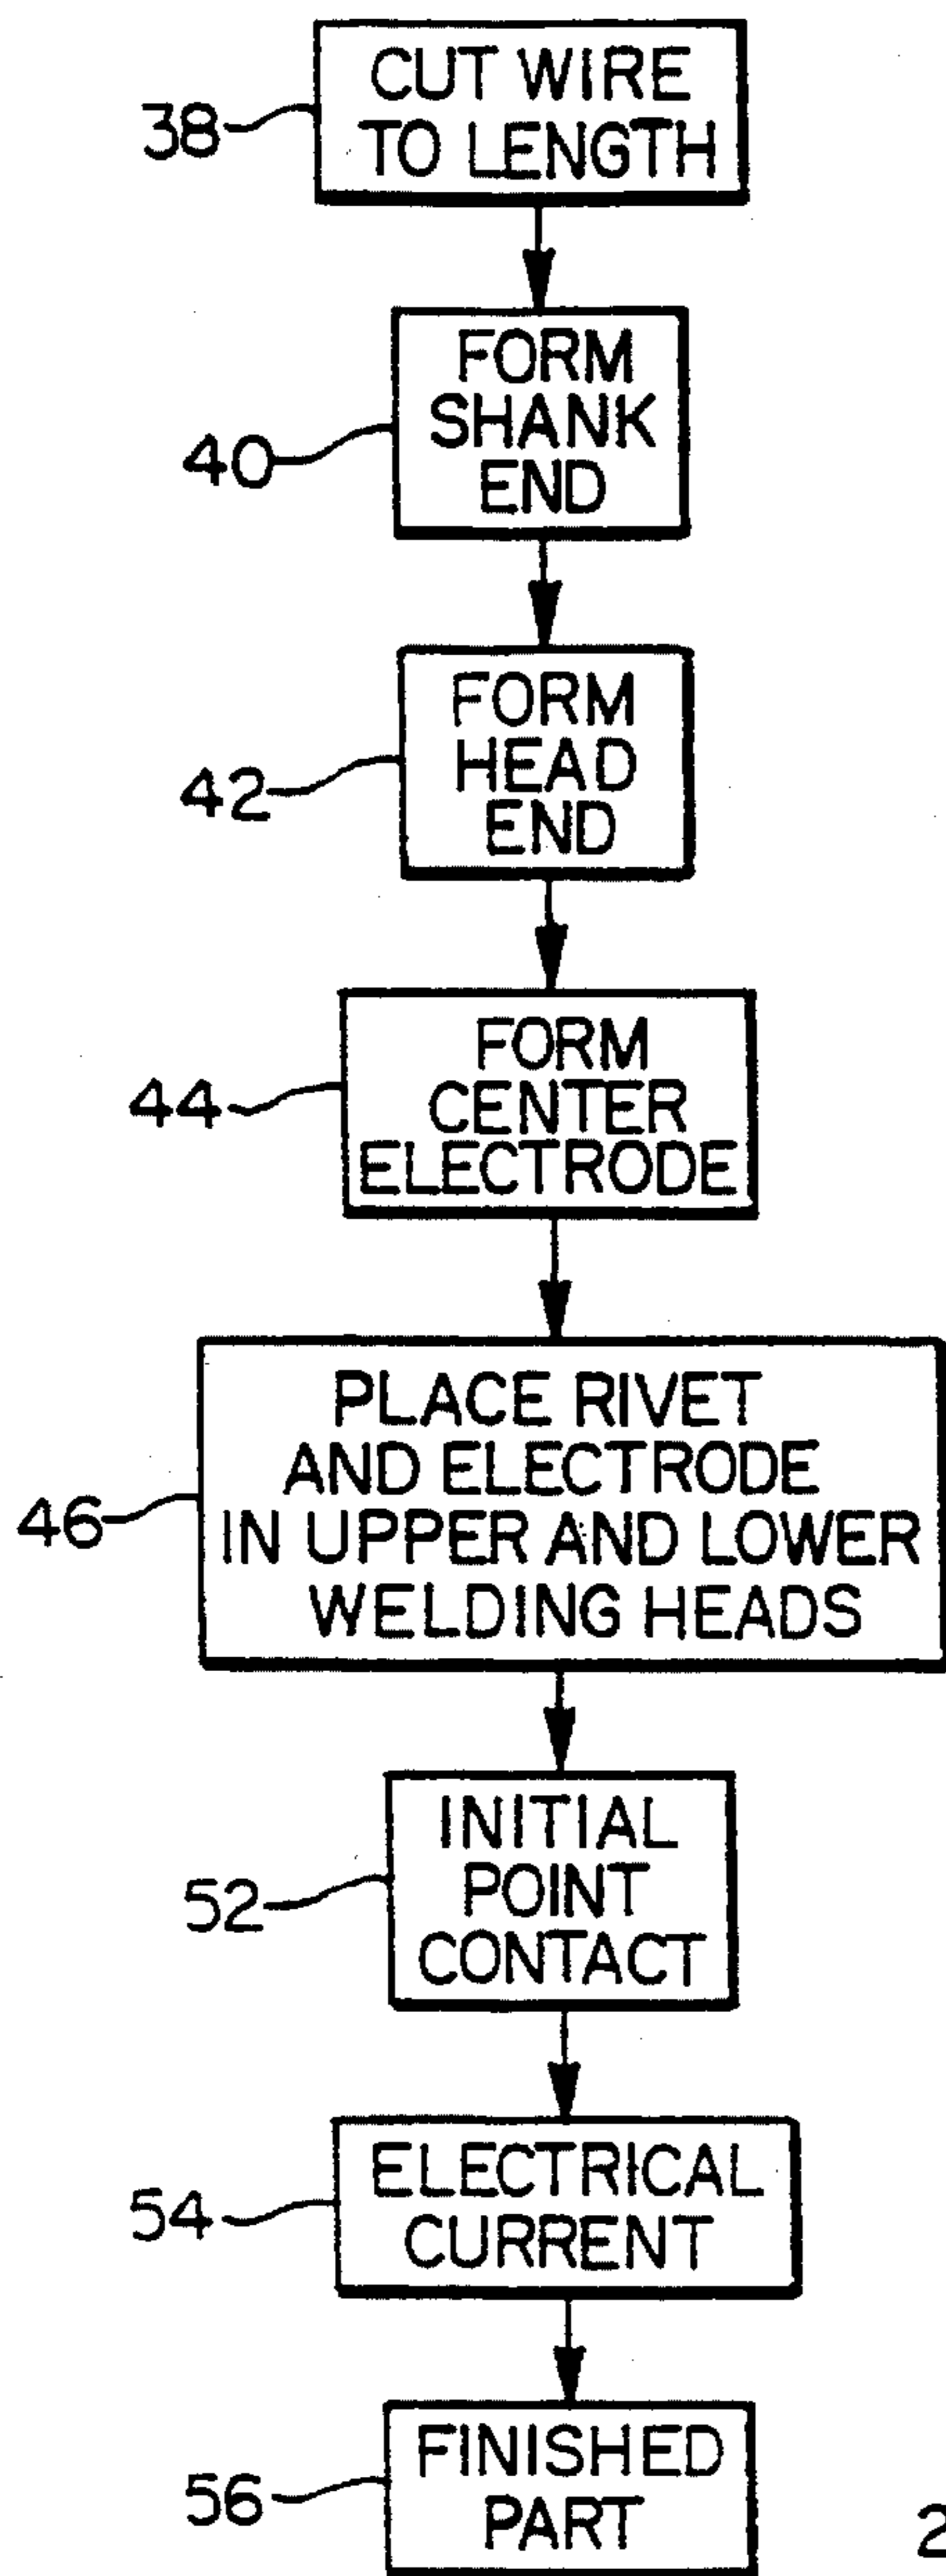 CUT WIRE
TO LENGTH
38
FORM
SHANK
END
40
FORM
HEAD
END
42
FORM
CENTER
ELECTRODE
44
PLACE RIVET
AND ELECTRODE
IN UPPER AND LOWER
WELDING HEADS
46
INITIAL
POINT
CONTACT
52
ELECTRICAL
CURRENT
54
FINISHED
PART
56
2